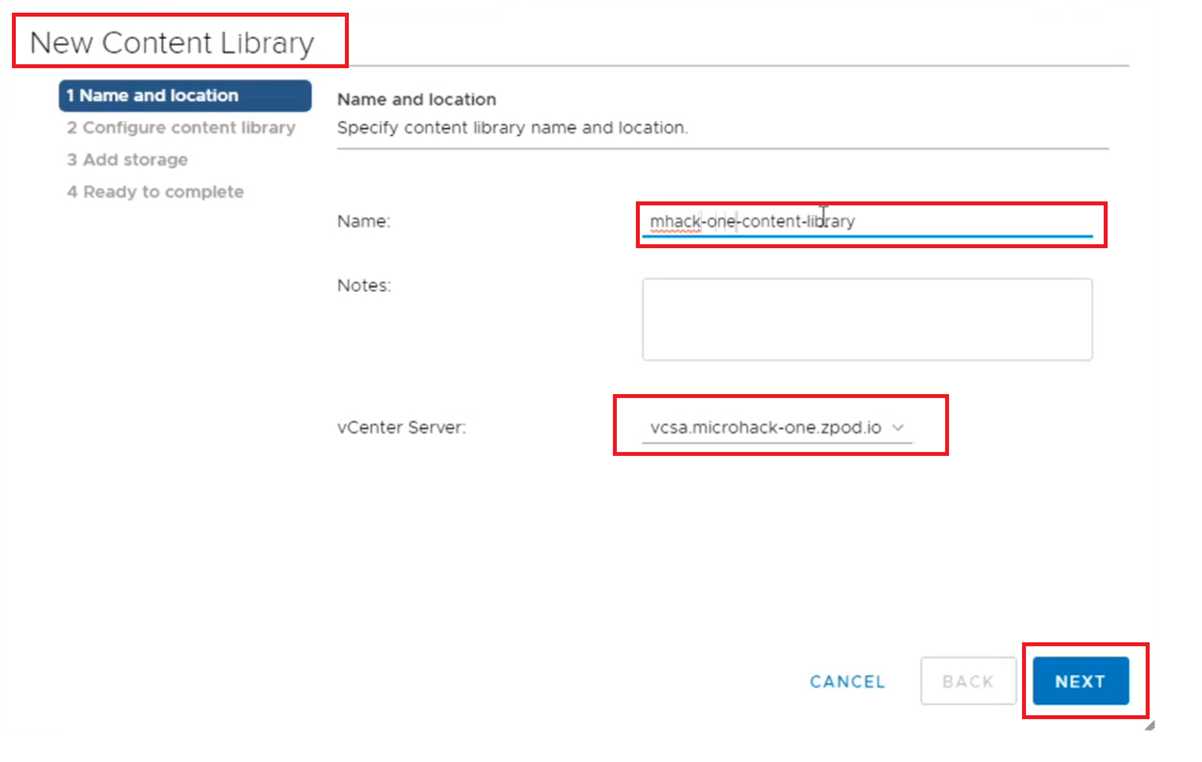 New Content Library
1 Name and location
2 Configure content library
3 Add storage
4 Ready to complete
Name and location
Specify content library name and location.
Name:
mhack-one-content-library
Notes:
vCenter Server:
vcsa.microhack-one.zpod.io
CANCEL
BACK
NEXT